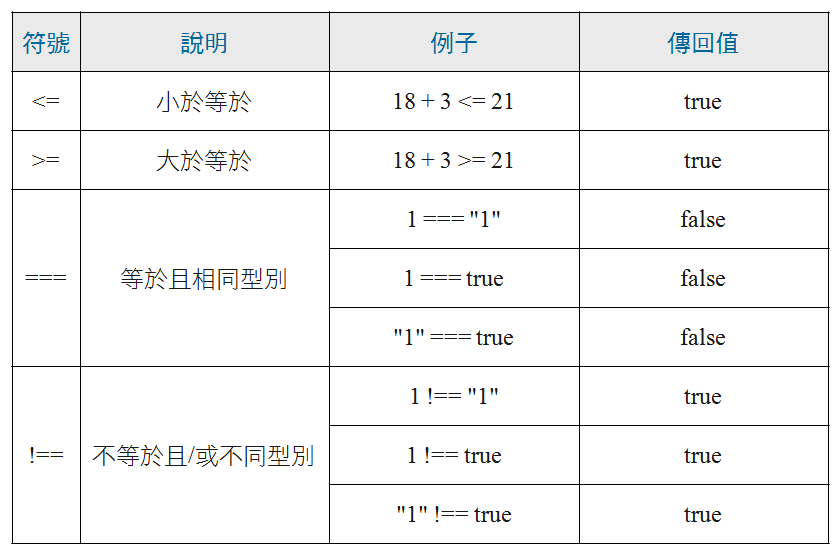 符號 說明 例子 傳回值
<= 小於等於 18 + 3 <= 21 true
>= 大於等於 18 + 3 >= 21 true
=== 等於且相同型別 1 === "1" false
1 === true false
"1" === true false
!== 不等於且/或不同型別 1 !== "1" true
1 !== true true
"1" !== true true